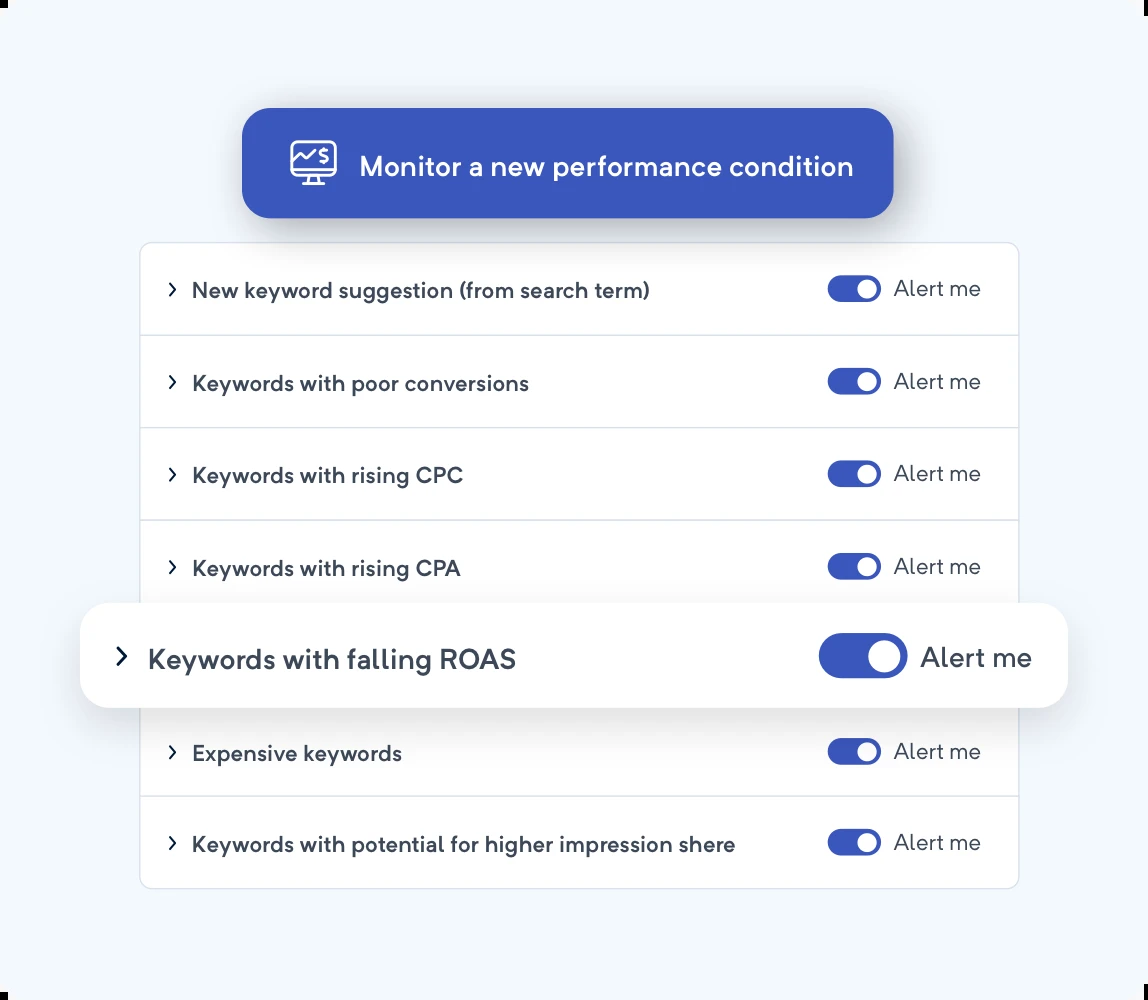 Monitor a new performance condition
New keyword suggestion (from search term) Alert me
Keywords with poor conversions Alert me
Keywords with rising CPC Alert me
Keywords with rising CPA Alert me
Keywords with falling ROAS Alert me
Expensive keywords Alert me
Keywords with potential for higher impression shere Alert me